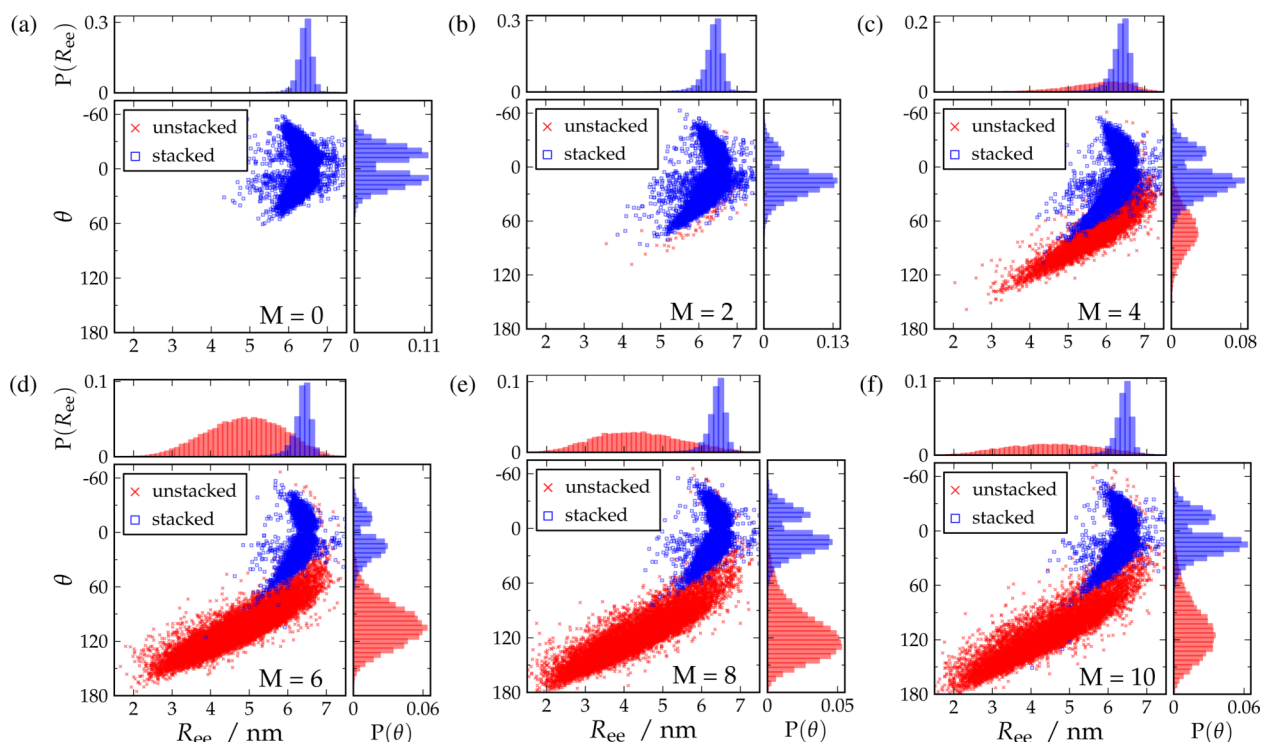 (a)
P(Ree)
0.3
0
-60
0
60
120
180
θ
unstacked
stacked
M = 0
2 3 4 5 6 7
0 0.11
(b)
0.3
0
unstacked
stacked
M = 2
2 3 4 5 6 7
0 0.13
(c)
0.2
0
-60
0
60
120
180
unstacked
stacked
M = 4
2 3 4 5 6 7
0 0.08
(d)
P(Ree)
0.1
0
-60
0
60
120
180
θ
unstacked
stacked
M = 6
2 3 4 5 6 7
Ree / nm
0 0.06
P(θ)
(e)
0.1
0
-60
0
60
120
180
unstacked
stacked
M = 8
2 3 4 5 6 7
Ree / nm
0 0.05
P(θ)
(f)
0.1
0
-60
0
60
120
180
unstacked
stacked
M = 10
2 3 4 5 6 7
Ree / nm
0 0.06
P(θ)